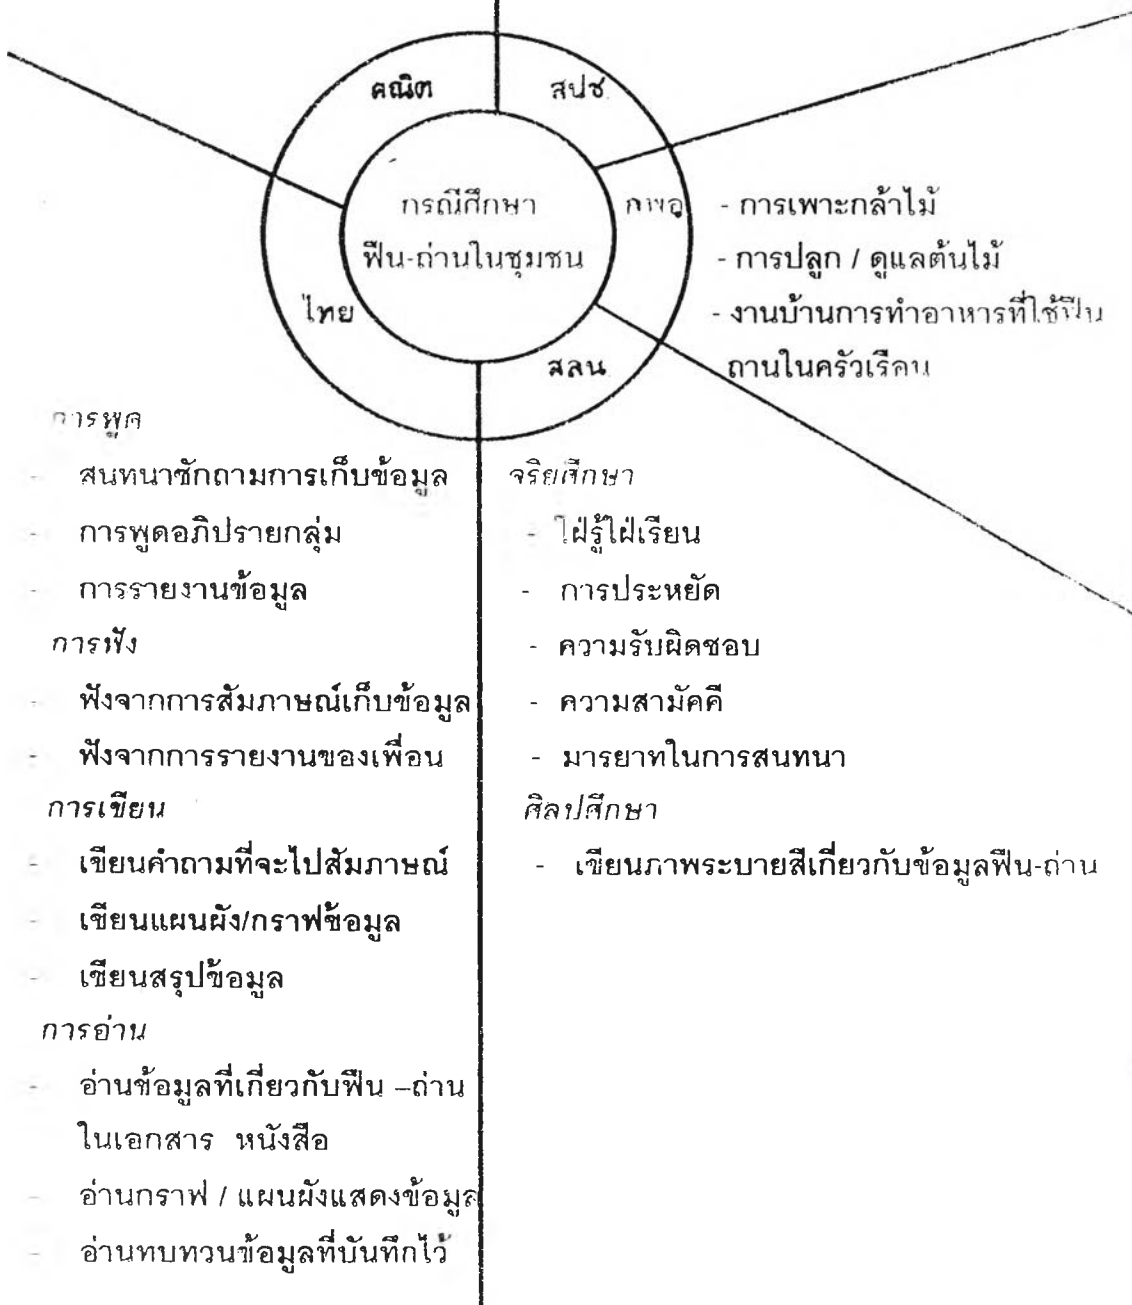 คณิต
สปช
กรณีศึกษา
ฟืน-ถ่านในชุมชน
กพอ
- การเพาะกล้าไม้
- การปลูก / ดูแลต้นไม้
- งานบ้านการทำอาหารที่ใช้ฟืน
ถานในครัวเรือน
ไทย
สลน
การพูด
- สนทนาซักถามการเก็บข้อมูล
- การพูดอภิปรายกลุ่ม
- การรายงานข้อมูล
การฟัง
- ฟังจากการสัมภาษณ์เก็บข้อมูล
- ฟังจากการรายงานของเพื่อน
การเขียน
- เขียนคำถามที่จะไปสัมภาษณ์
- เขียนแผนผัง/กราฟข้อมูล
- เขียนสรุปข้อมูล
การอ่าน
- อ่านข้อมูลที่เกี่ยวกับฟืน –ถ่าน
ในเอกสาร หนังสือ
- อ่านกราฟ / แผนผังแสดงข้อมูล
- อ่านทบทวนข้อมูลที่บันทึกไว้
จริยศึกษา
- ใฝ่รู้ใฝ่เรียน
- การประหยัด
- ความรับผิดชอบ
- ความสามัคคี
- มารยาทในการสนทนา
ศิลปศึกษา
- เขียนภาพระบายสีเกี่ยวกับข้อมูลฟืน-ถ่าน